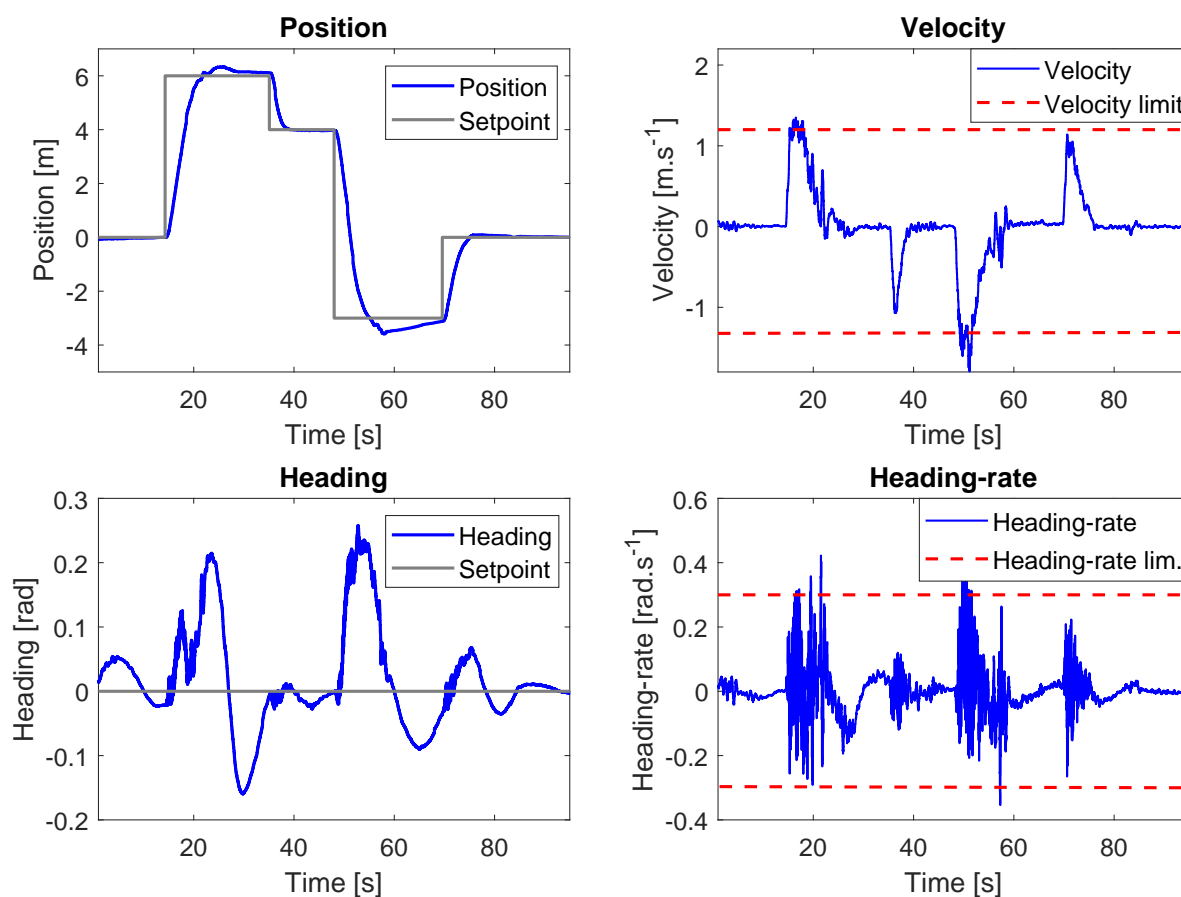 Position
Position [m]
6
4
2
0
-2
-4
20
40
60
80
Time [s]
Position
Setpoint
Velocity
Velocity [m.s⁻¹]
2
1
0
-1
20
40
60
80
Time [s]
Velocity
Velocity limit
Heading
Heading [rad]
0.3
0.2
0.1
0
-0.1
-0.2
20
40
60
80
Time [s]
Heading
Setpoint
Heading-rate
Heading-rate [rad.s⁻¹]
0.6
0.4
0.2
0
-0.2
-0.4
20
40
60
80
Time [s]
Heading-rate
Heading-rate lim.